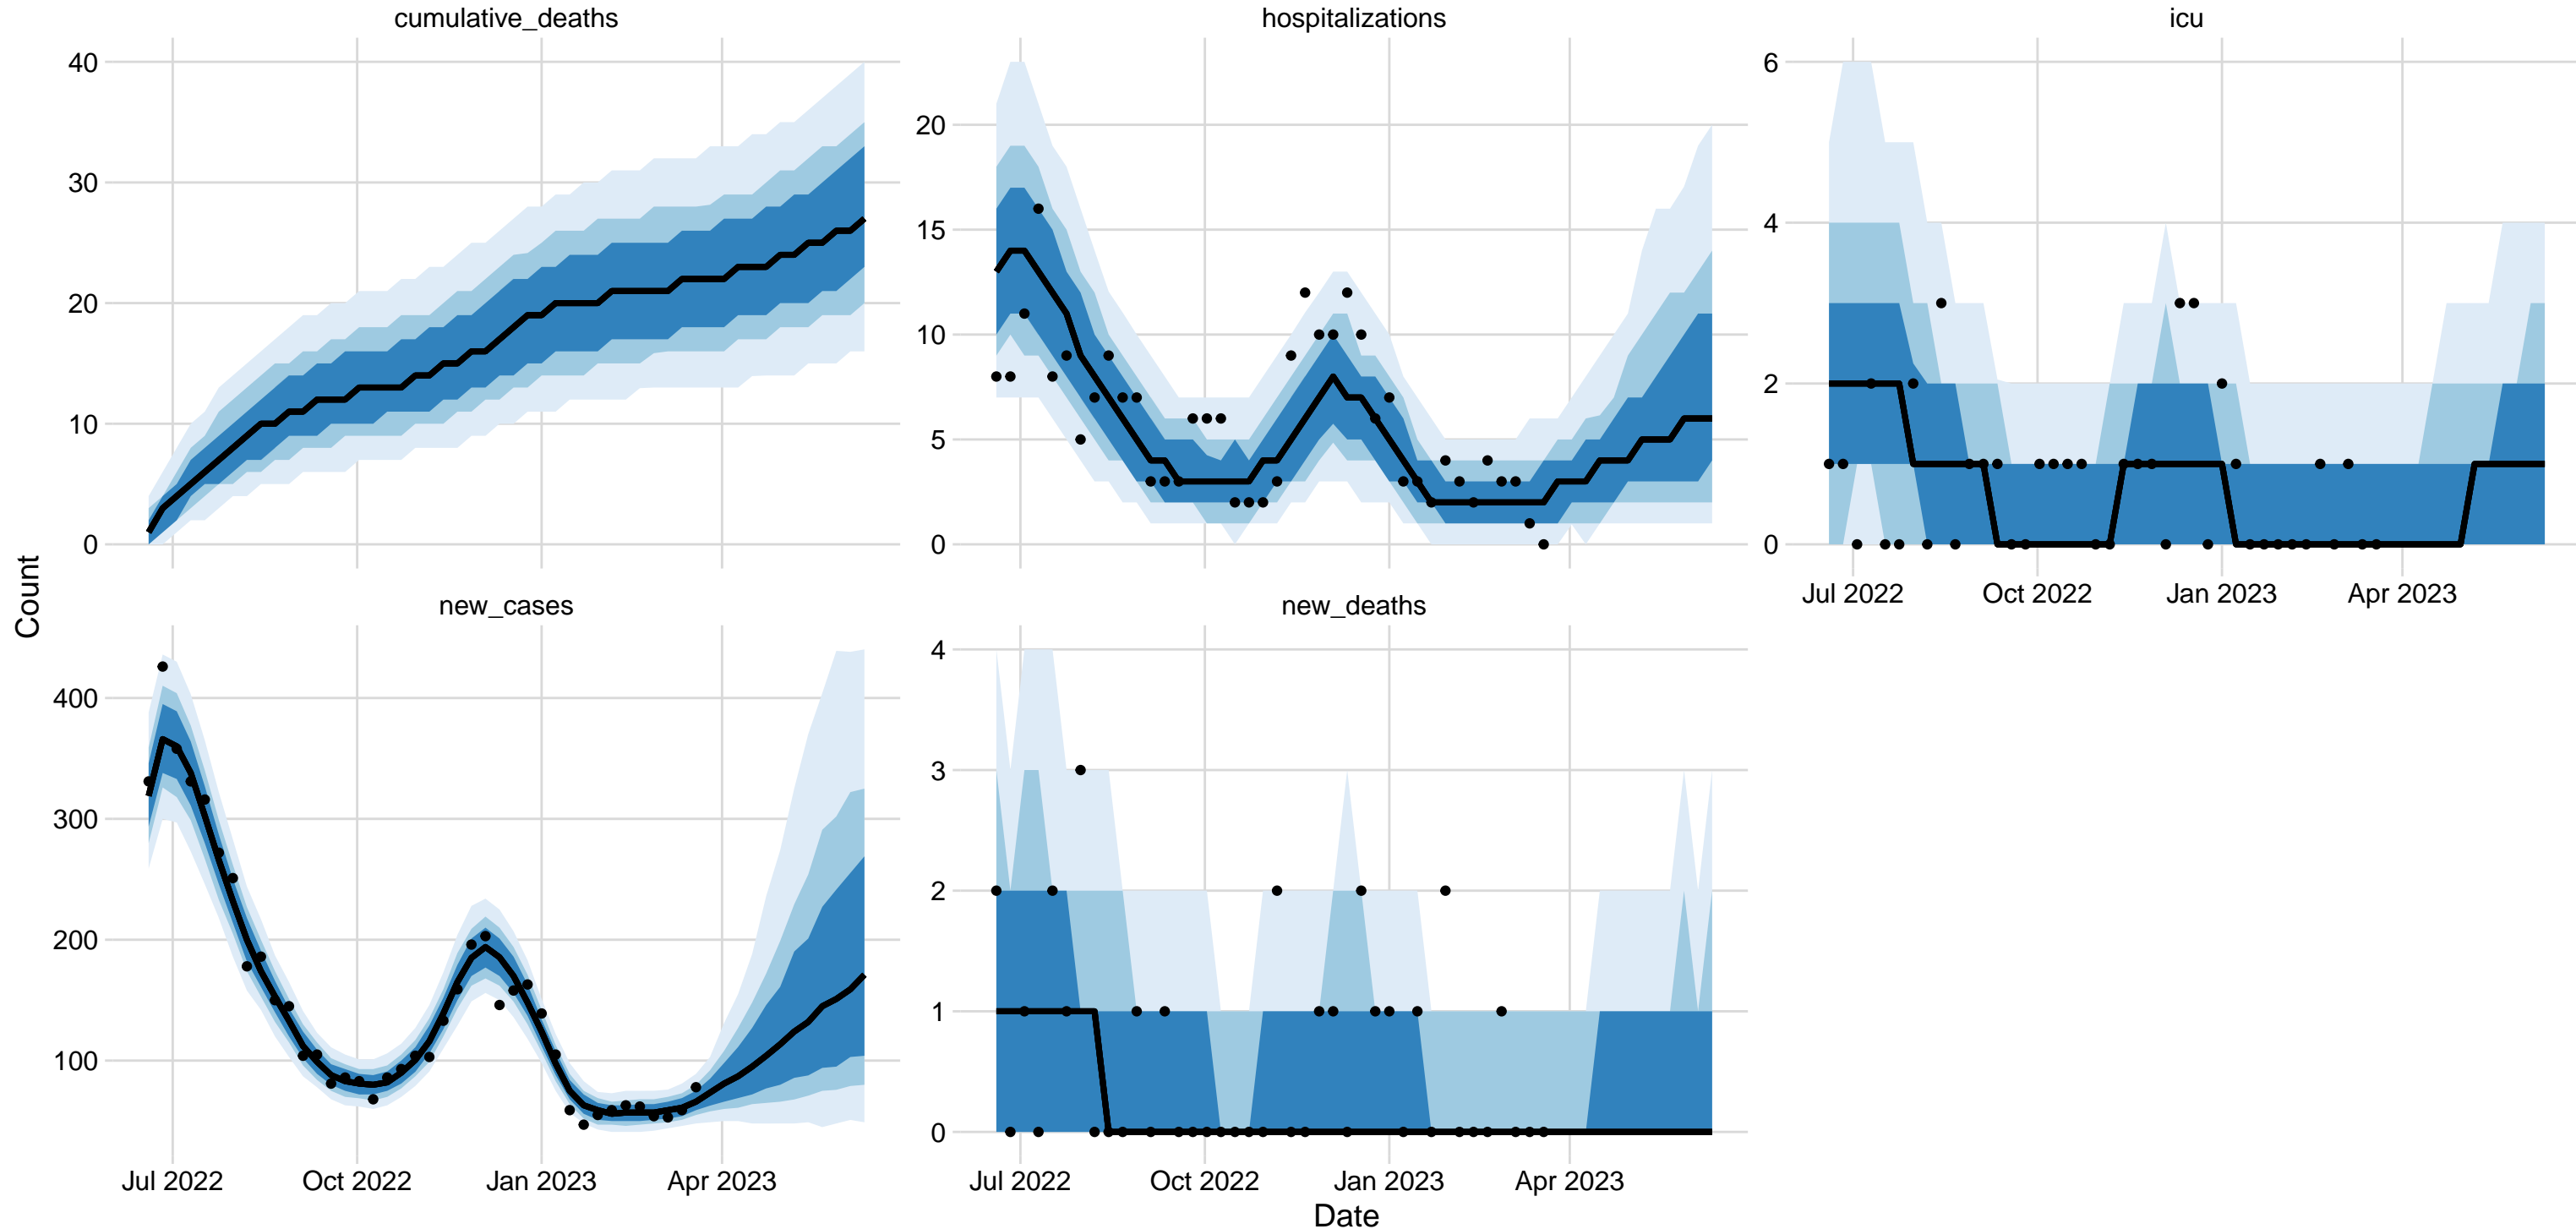 cumulative_deaths
hospitalizations
icu
40
30
20
10
0
20
15
10
5
0
6
4
2
0
Jul 2022 Oct 2022 Jan 2023 Apr 2023
Count
new_cases
new_deaths
400
300
200
100
4
3
2
1
0
Jul 2022 Oct 2022 Jan 2023 Apr 2023
Jul 2022 Oct 2022 Jan 2023 Apr 2023
Date